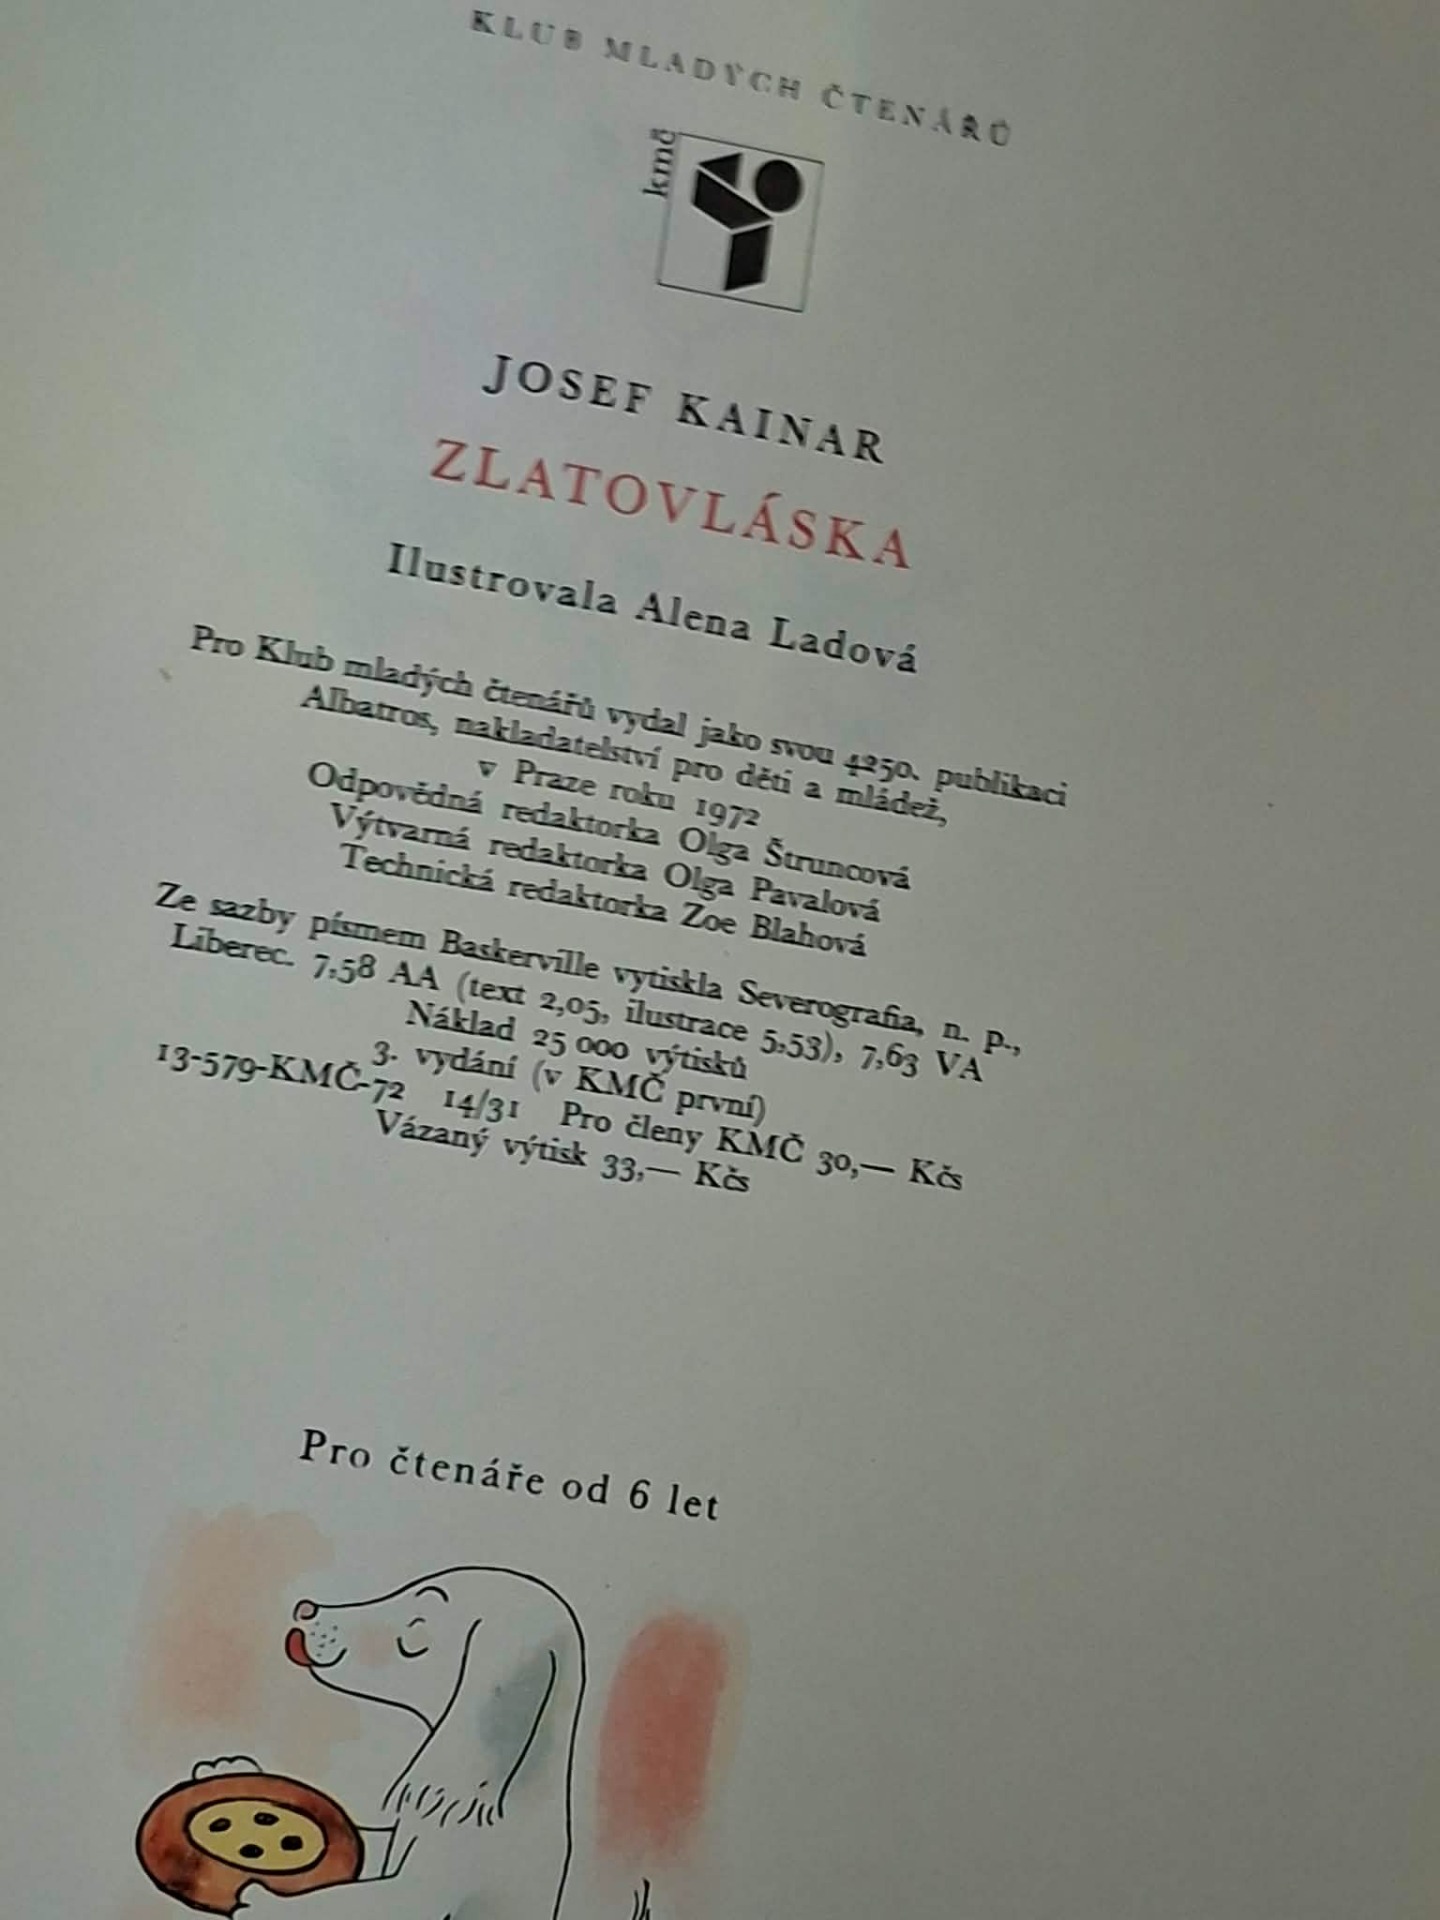 KLUB MLADÝCH ČTENÁŘŮ
kmč
JOSEF KAINAR
ZLATOVLÁSKA
Ilustrovala Alena Ladová
Pro Klub mladých čtenářů vydal jako svou 4250. publikaci
Albatros, nakladatelství pro děti a mládež,
v Praze roku 1972
Odpovědná redaktorka Olga Štruncová
Výtvarná redaktorka Olga Pavalová
Technická redaktorka Zoe Blahová
Ze sazby písmem Baskerville vytiskla Severografia, n. p.,
Liberec. 7,58 AA (text 2,05, ilustrace 5,53), 7,63 VA
Náklad 25 000 výtisků
3. vydání (v KMČ první)
13-579-KMČ-72 14/31 Pro členy KMČ 30,— Kčs
Vázaný výtisk 33,— Kčs
Pro čtenáře od 6 let